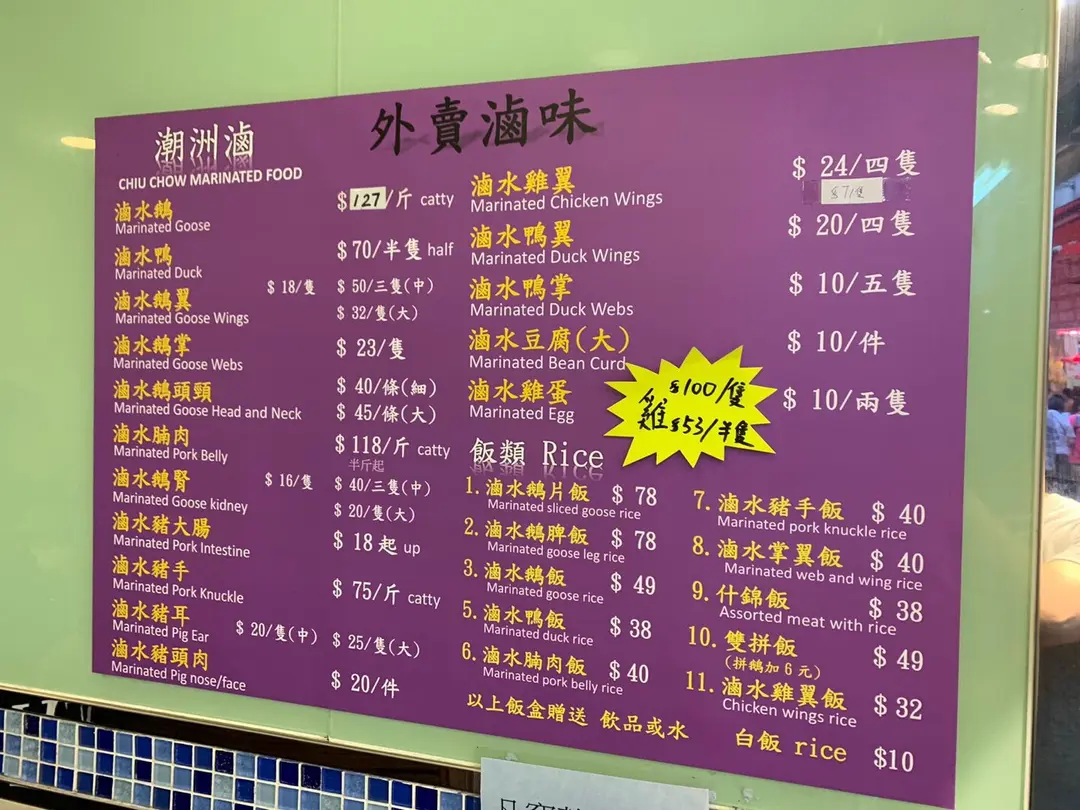 外賣滷味
潮洲滷
CHIU CHOW MARINATED FOOD
滷水鵝 $127/斤 catty
Marinated Goose
滷水鴨 $70/半隻 half
Marinated Duck
滷水鵝翼 $18/隻 $50/三隻(中)
Marinated Goose Wings $32/隻(大)
滷水鵝掌 $23/隻
Marinated Goose Webs
滷水鵝頭頸 $40/條(細)
Marinated Goose Head and Neck $45/條(大)
滷水腩肉 $118/斤 catty
Marinated Pork Belly 半斤起
滷水鵝腎 $16/隻 $40/三隻(中)
Marinated Goose kidney $20/隻(大)
滷水豬大腸 $18起 up
Marinated Pork Intestine
滷水豬手 $75/斤 catty
Marinated Pork Knuckle
滷水豬耳 $20/隻(中) $25/隻(大)
Marinated Pig Ear
滷水豬頭肉 $20/件
Marinated Pig nose/face
滷水雞翼 $24/四隻
Marinated Chicken Wings $7/隻
滷水鴨翼 $20/四隻
Marinated Duck Wings
滷水鴨掌 $10/五隻
Marinated Duck Webs
滷水豆腐(大) $10/件
Marinated Bean Curd
滷水雞蛋 $10/兩隻
Marinated Egg
雞 $100/隻
$53/半隻
飯類 Rice
1. 滷水鵝片飯 $78
Marinated sliced goose rice
2. 滷水鵝脾飯 $78
Marinated goose leg rice
3. 滷水鵝飯 $49
Marinated goose rice
5. 滷水鴨飯 $38
Marinated duck rice
6. 滷水腩肉飯 $40
Marinated pork belly rice
7. 滷水豬手飯 $40
Marinated pork knuckle rice
8. 滷水掌翼飯 $40
Marinated web and wing rice
9. 什錦飯 $38
Assorted meat with rice
10. 雙拼飯 $49
(拼鵝加6元)
11. 滷水雞翼飯 $32
Chicken wings rice
以上飯盒贈送 飲品或水
白飯 rice $10